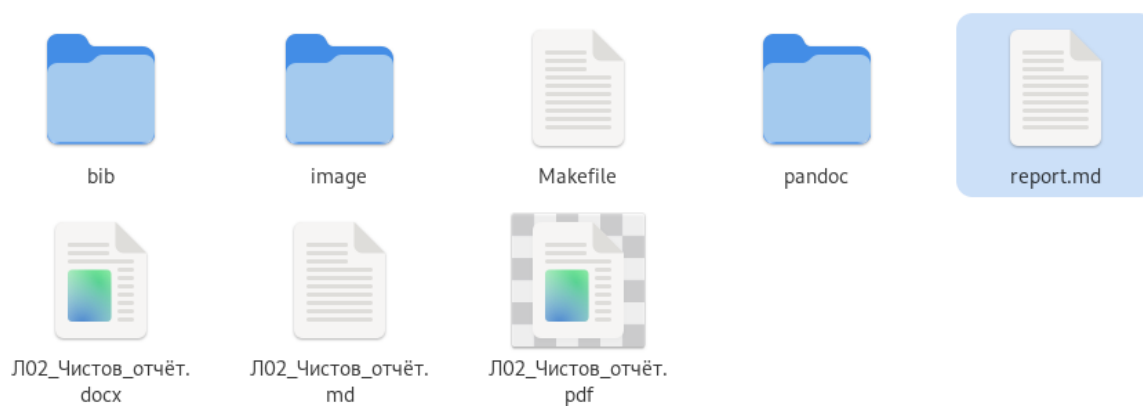 bib
image
Makefile
pandoc
report.md
Л02_Чистов_отчёт.
docx
Л02_Чистов_отчёт.
md
Л02_Чистов_отчёт.
pdf